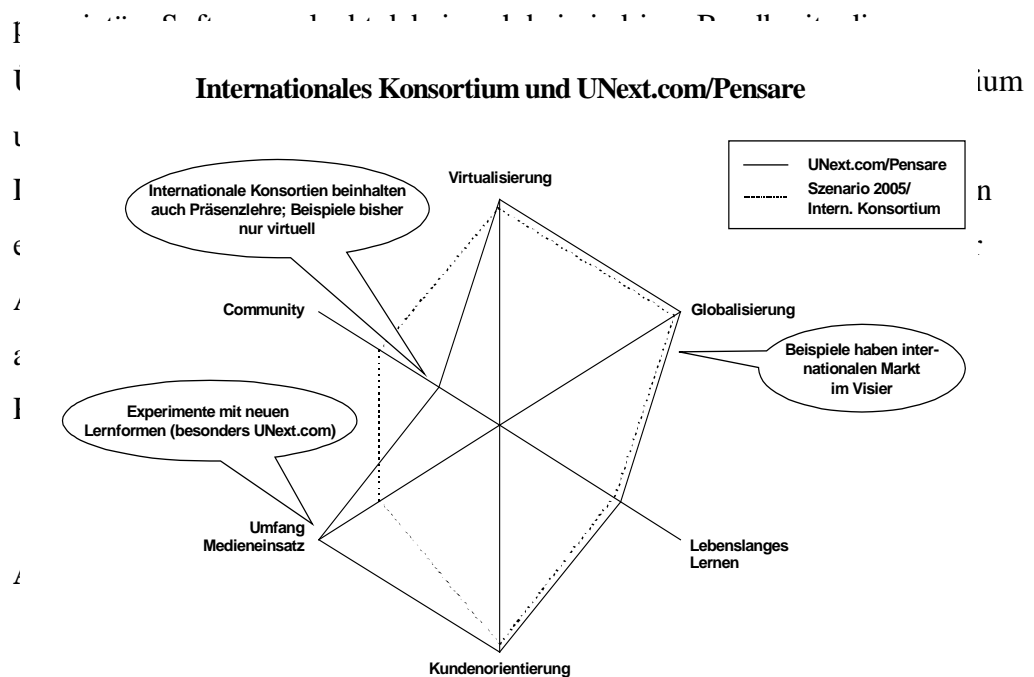 Internationales Konsortium und UNext.com/Pensare
ium
UNext.com/Pensare
Szenario 2005/
Intern. Konsortium
Virtualisierung
Internationale Konsortien beinhalten
auch Präsenzlehre; Beispiele bisher
nur virtuell
Community
Globalisierung
Beispiele haben inter-
nationalen Markt
im Visier
Experimente mit neuen
Lernformen (besonders UNext.com)
Umfang
Medieneinsatz
Lebenslanges
Lernen
Kundenorientierung